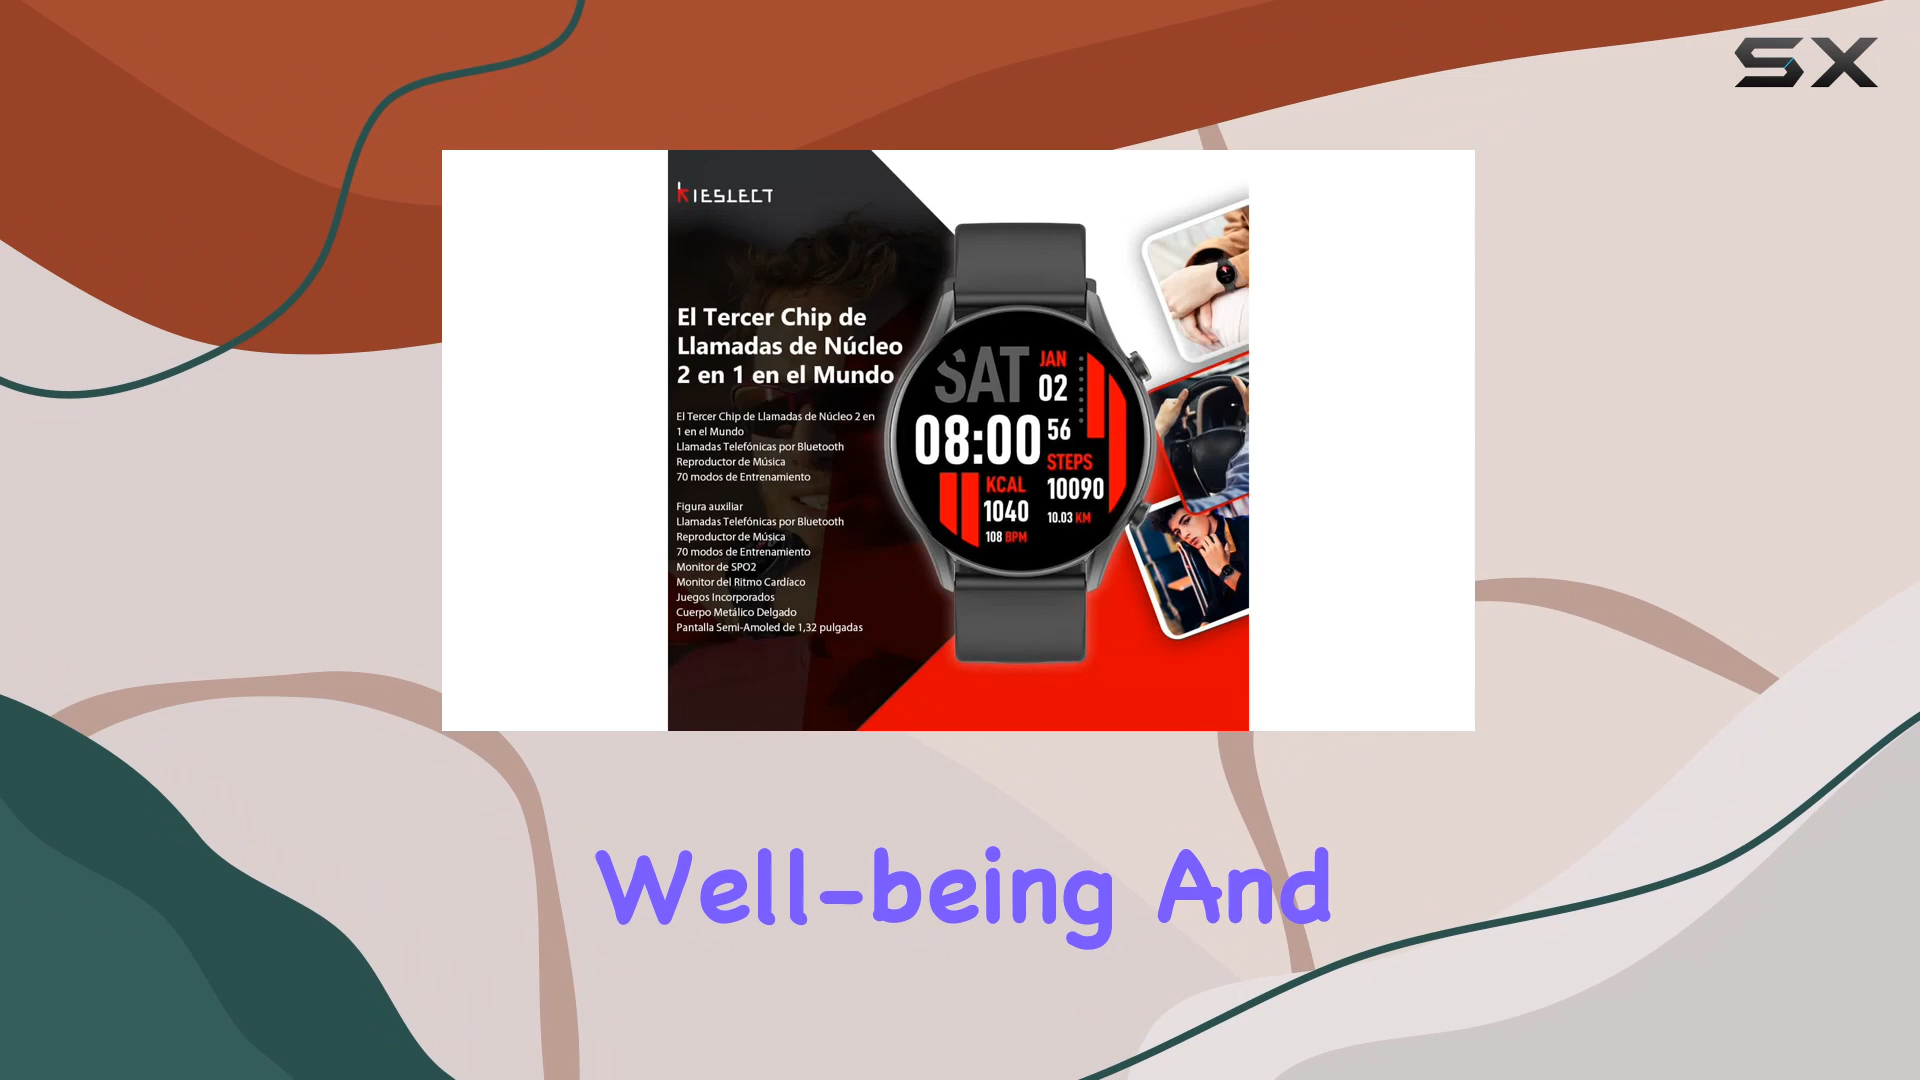 SX
KIESLECT
El Tercer Chip de
Llamadas de Núcleo
2 en 1 en el Mundo
El Tercer Chip de Llamadas de Núcleo 2 en
1 en el Mundo
Llamadas Telefónicas por Bluetooth
Reproductor de Música
70 modos de Entrenamiento
Figura auxiliar
Llamadas Telefónicas por Bluetooth
Reproductor de Música
70 modos de Entrenamiento
Monitor de SPO2
Monitor del Ritmo Cardíaco
Juegos Incorporados
Cuerpo Metálico Delgado
Pantalla Semi-Amoled de 1,32 pulgadas
SAT
JAN
02
08:00
56
STEPS
10090
10.03 KM
KCAL
1040
108 BPM
Well-being And